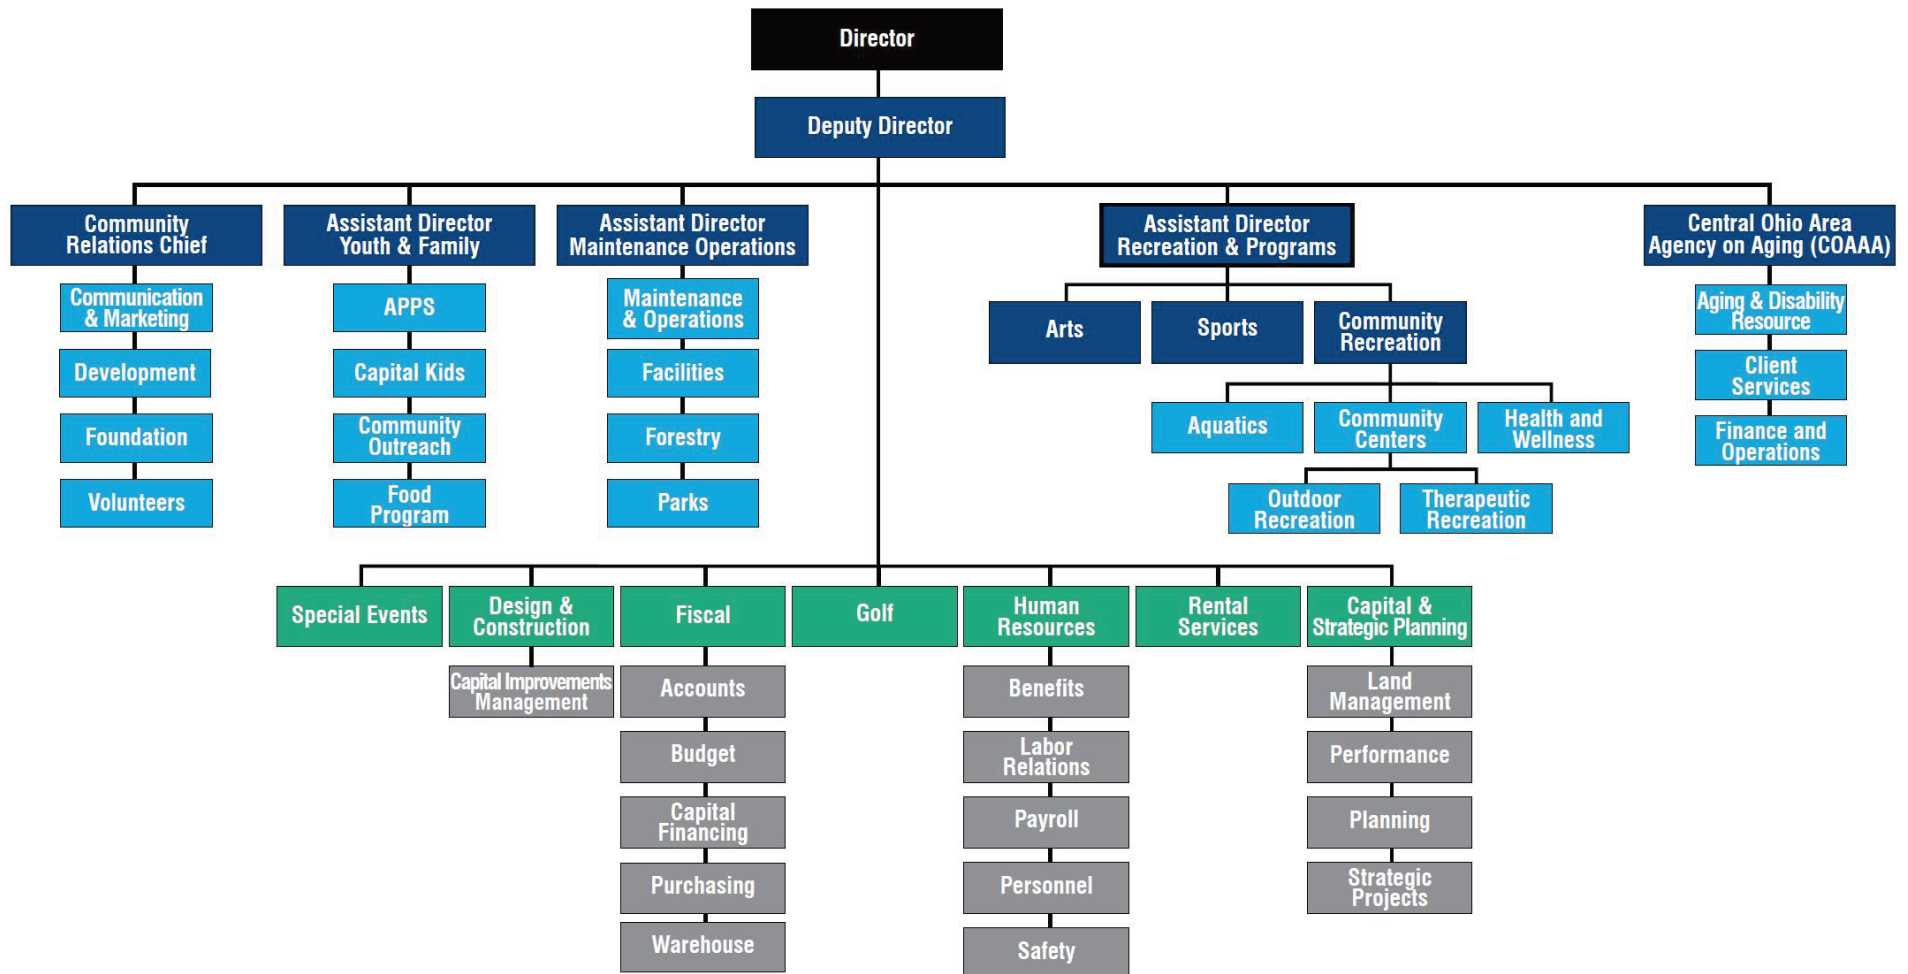 Director
Deputy Director
Community
Relations Chief
Assistant Director
Youth & Family
Assistant Director
Maintenance Operations
Assistant Director
Recreation & Programs
Central Ohio Area
Agency on Aging (COAAA)
Communication
& Marketing
Development
Foundation
Volunteers
APPS
Capital Kids
Community
Outreach
Food
Program
Maintenance
& Operations
Facilities
Forestry
Parks
Arts
Sports
Community
Recreation
Aquatics
Community
Centers
Health and
Wellness
Outdoor
Recreation
Therapeutic
Recreation
Aging & Disability
Resource
Client
Services
Finance and
Operations
Special Events
Design &
Construction
Fiscal
Golf
Human
Resources
Rental
Services
Capital &
Strategic Planning
Capital Improvements
Management
Accounts
Budget
Capital
Financing
Purchasing
Warehouse
Benefits
Labor
Relations
Payroll
Personnel
Safety
Land
Management
Performance
Planning
Strategic
Projects